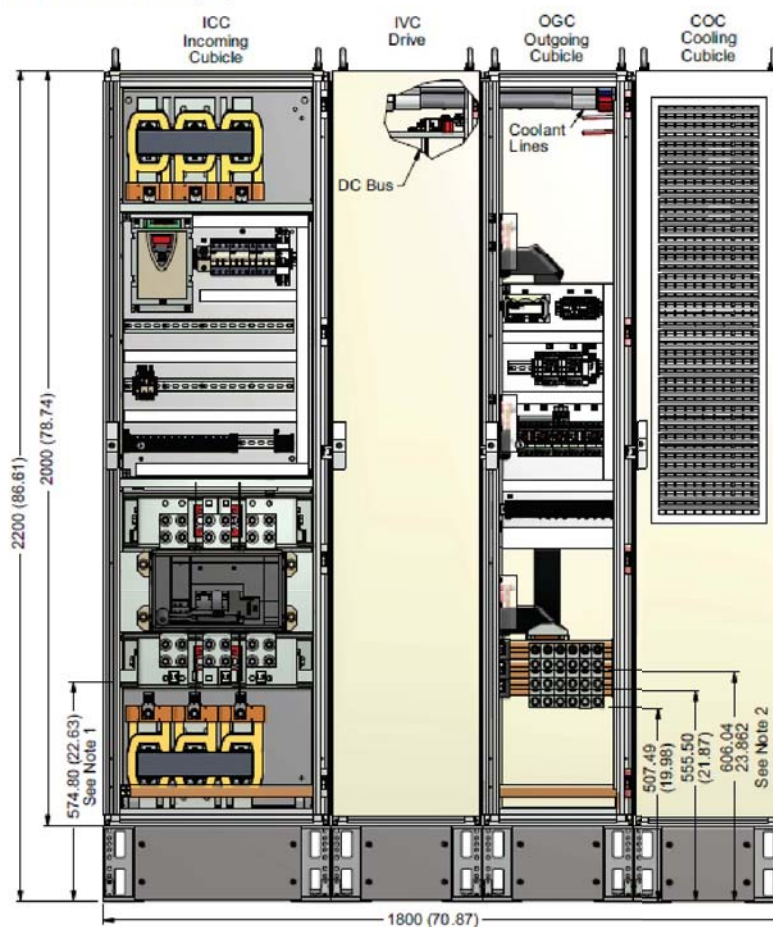 ICC
Incoming
Cubicle
IVC
Drive
OGC
Outgoing
Cubicle
COC
Cooling
Cubicle
Coolant
Lines
DC Bus
2200 (86.61)
2000 (78.74)
574.80 (22.63)
See Note 1
507.49
(19.98)
555.50
(21.87)
606.04
23.862
See Note 2
1800 (70.87)